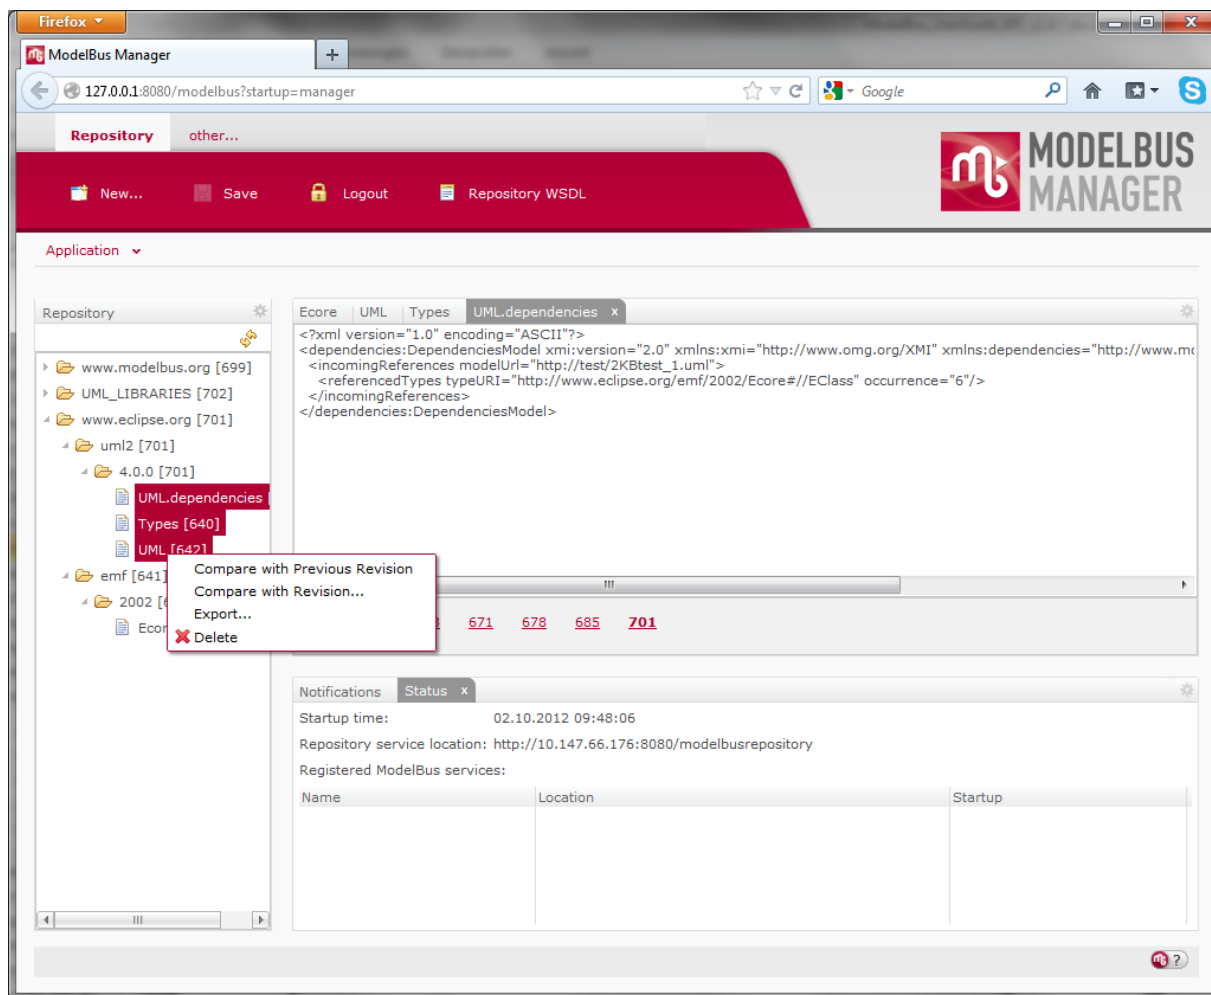 Firefox
ModelBus Manager
127.0.0.1:8080/modelbus?startup=manager
Google
Repository
other...
MODELBUS
MANAGER
New...
Save
Logout
Repository WSDL
Application
Repository
www.modelbus.org [699]
UML_LIBRARIES [702]
www.eclipse.org [701]
uml2 [701]
4.0.0 [701]
UML.dependencies [
Types [640]
UML [642]
emf [641]
2002 [
Ecor
Compare with Previous Revision
Compare with Revision...
Export...
Delete
Ecore UML Types UML.dependencies x
<?xml version="1.0" encoding="ASCII"?>
<dependencies:DependenciesModel xmi:version="2.0" xmlns:xmi="http://www.omg.org/XMI" xmlns:dependencies="http://www.mo
<incomingReferences modelUrl="http://test/2KBtest_1.uml">
<referencedTypes typeURI="http://www.eclipse.org/emf/2002/Ecore#//EClass" occurrence="6"/>
</incomingReferences>
</dependencies:DependenciesModel>
671 678 685 701
Notifications Status x
Startup time: 02.10.2012 09:48:06
Repository service location: http://10.147.66.176:8080/modelbusrepository
Registered ModelBus services:
Name Location Startup
?